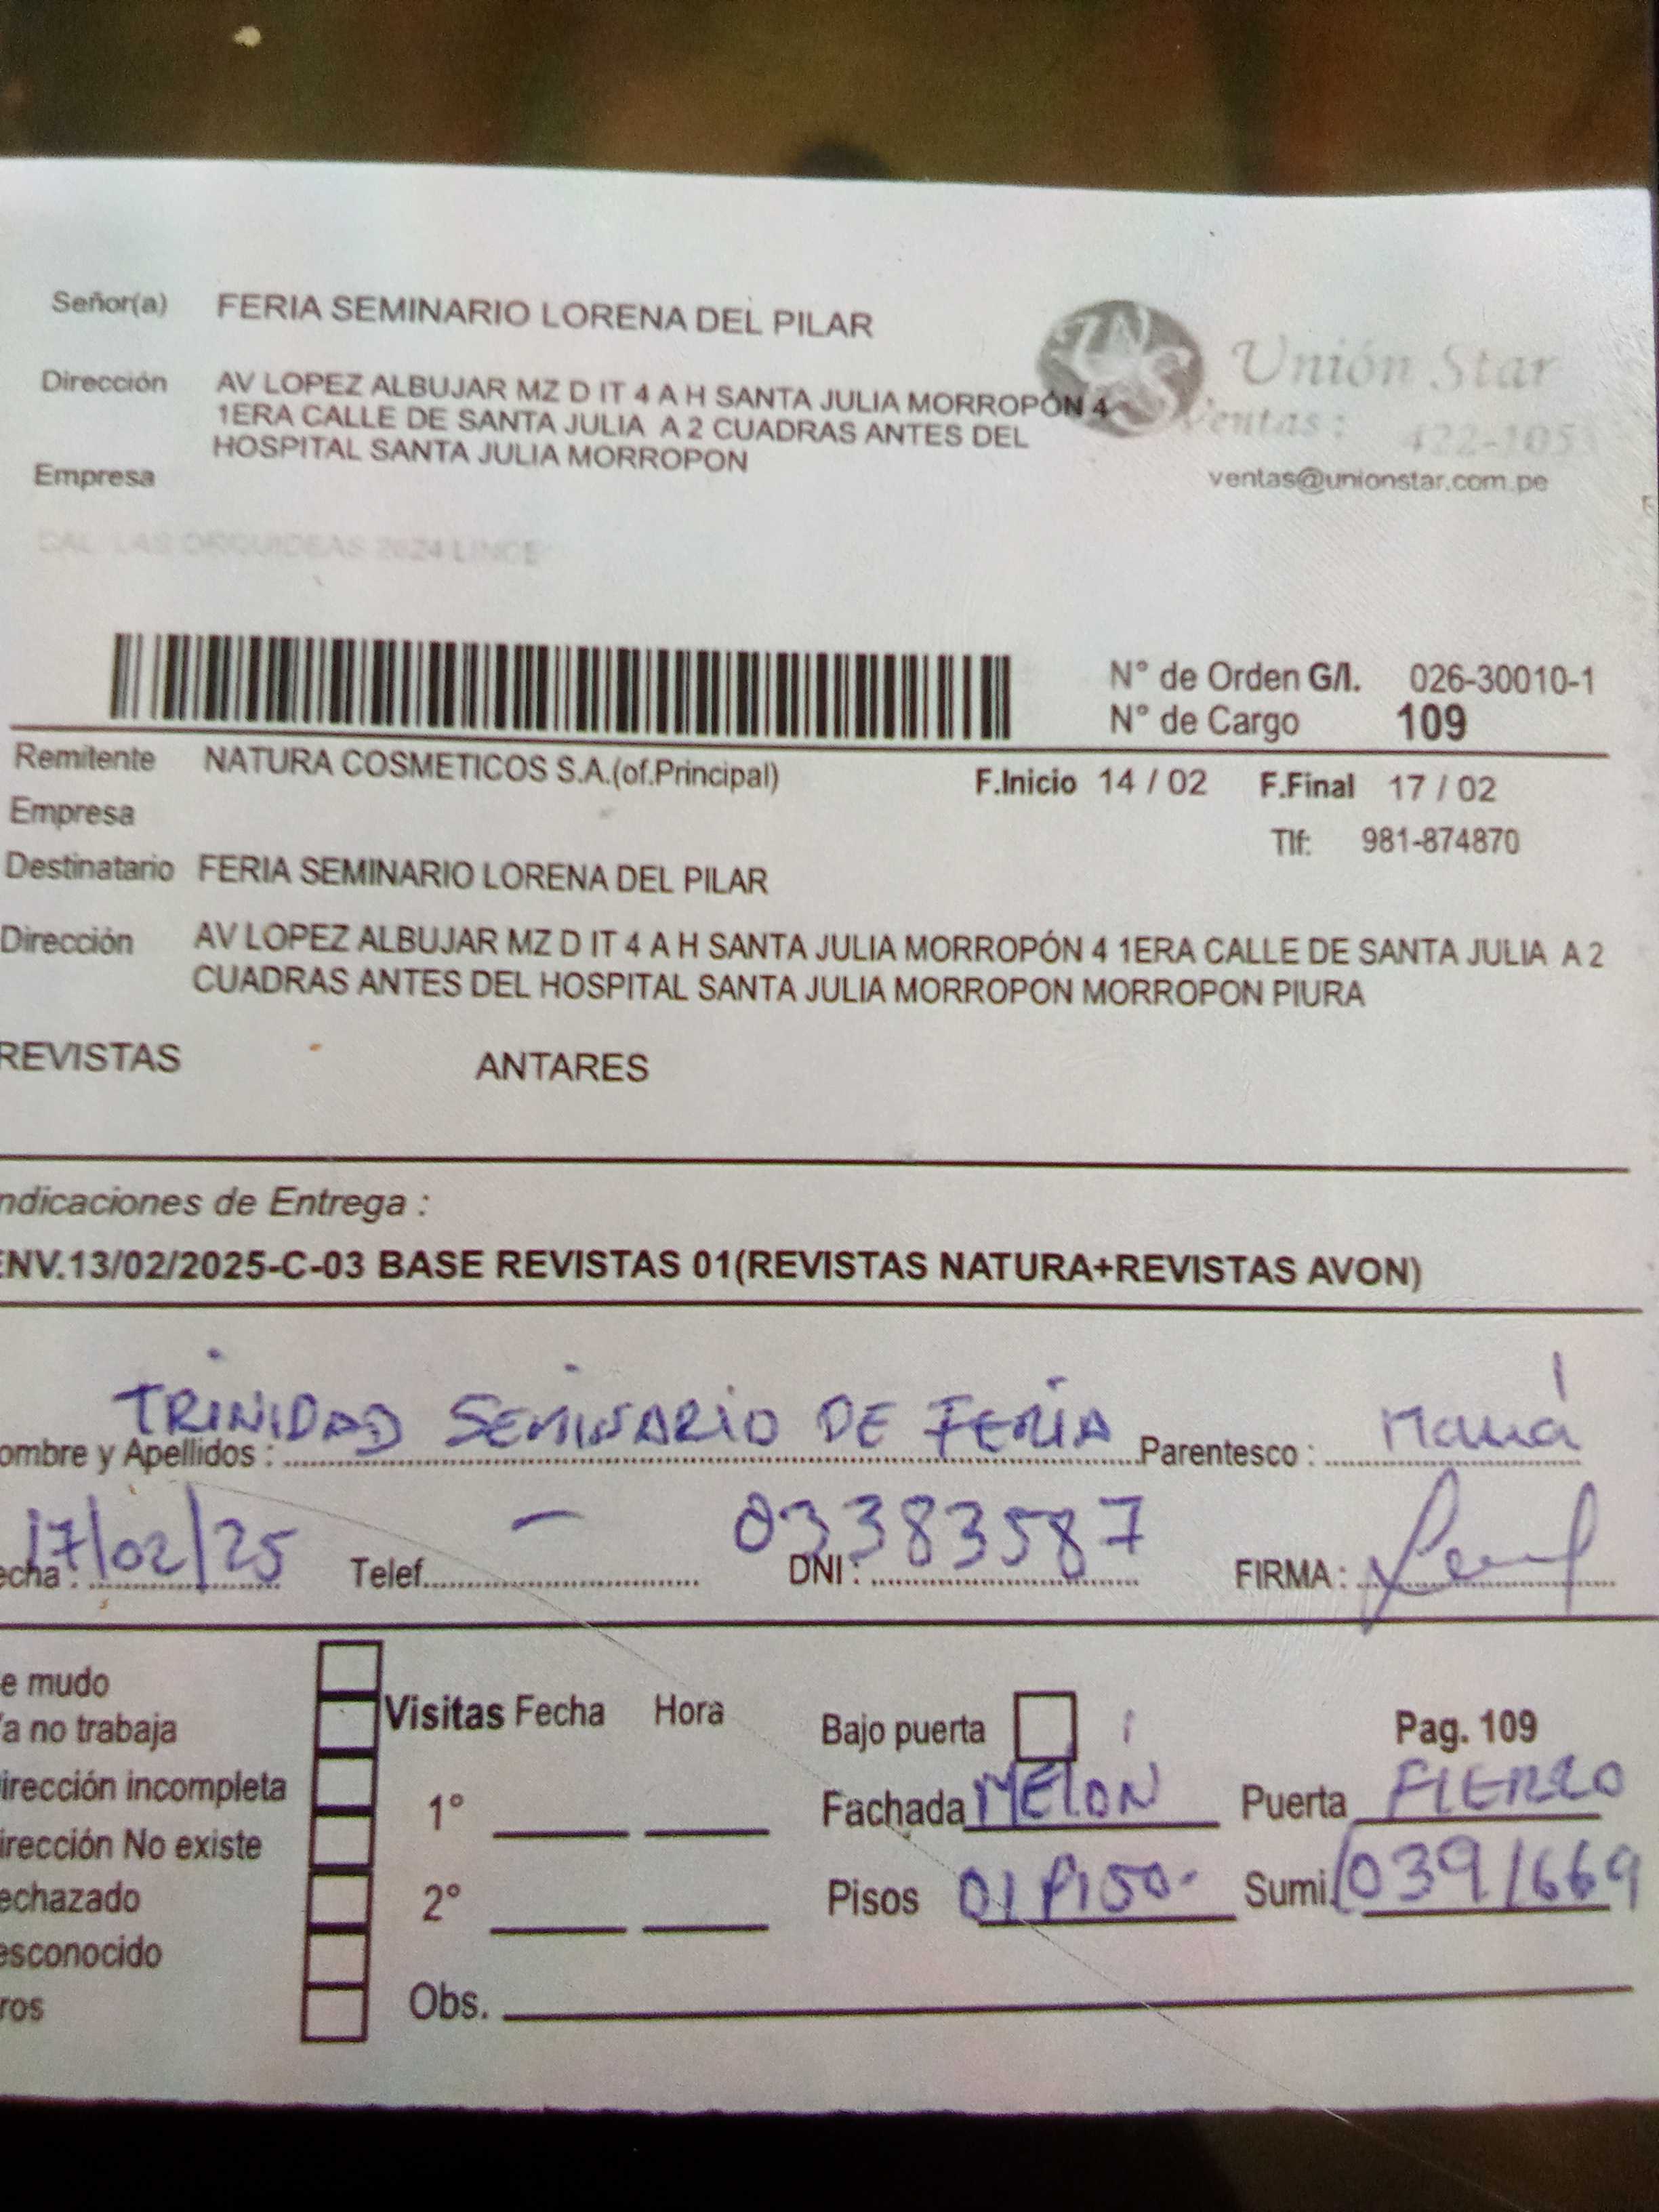 Señor(a) FERIA SEMINARIO LORENA DEL PILAR
Dirección AV LOPEZ ALBUJAR MZ D IT 4 A H SANTA JULIA MORROPÓN 4
1ERA CALLE DE SANTA JULIA A 2 CUADRAS ANTES DEL
HOSPITAL SANTA JULIA MORROPON
Empresa
Unión Star
Ventas: 422-105
ventas@unionstar.com.pe
CAL LAS ORQUIDEAS 2624 LINCE
N° de Orden G/I. 026-30010-1
N° de Cargo 109
Remitente NATURA COSMETICOS S.A.(of.Principal) F.Inicio 14 / 02 F.Final 17 / 02
Empresa
Tlf: 981-874870
Destinatario FERIA SEMINARIO LORENA DEL PILAR
Dirección AV LOPEZ ALBUJAR MZ D IT 4 A H SANTA JULIA MORROPÓN 4 1ERA CALLE DE SANTA JULIA A 2
CUADRAS ANTES DEL HOSPITAL SANTA JULIA MORROPON MORROPON PIURA
REVISTAS ANTARES
ndicaciones de Entrega :
ENV.13/02/2025-C-03 BASE REVISTAS 01(REVISTAS NATURA+REVISTAS AVON)
ombre y Apellidos : TRINIDAD SEMINARIO DE FERIA Parentesco : Mamá
echa : 17/02/25 Telef. - DNI : 03383587 FIRMA :
e mudo
a no trabaja
irección incompleta
irección No existe
echazado
esconocido
ros
Visitas Fecha Hora
1°
2°
Obs.
Bajo puerta Pag. 109
Fachada MELON Puerta FIERRO
Pisos 01 PISO. Sumi. 1039/669